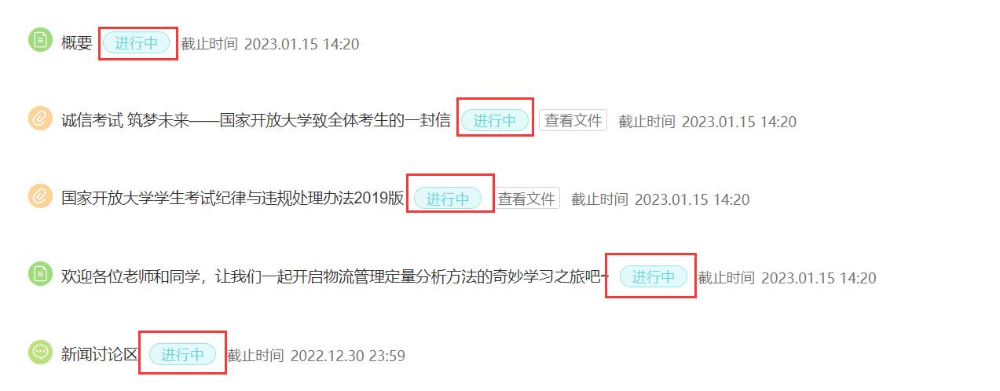 概要 进行中 截止时间 2023.01.15 14:20
诚信考试 筑梦未来——国家开放大学致全体考生的一封信 进行中 查看文件 截止时间 2023.01.15 14:20
国家开放大学学生考试纪律与违规处理办法2019版 进行中 查看文件 截止时间 2023.01.15 14:20
欢迎各位老师和同学，让我们一起开启物流管理定量分析方法的奇妙学习之旅吧~ 进行中 截止时间 2023.01.15 14:20
新闻讨论区 进行中 截止时间 2022.12.30 23:59